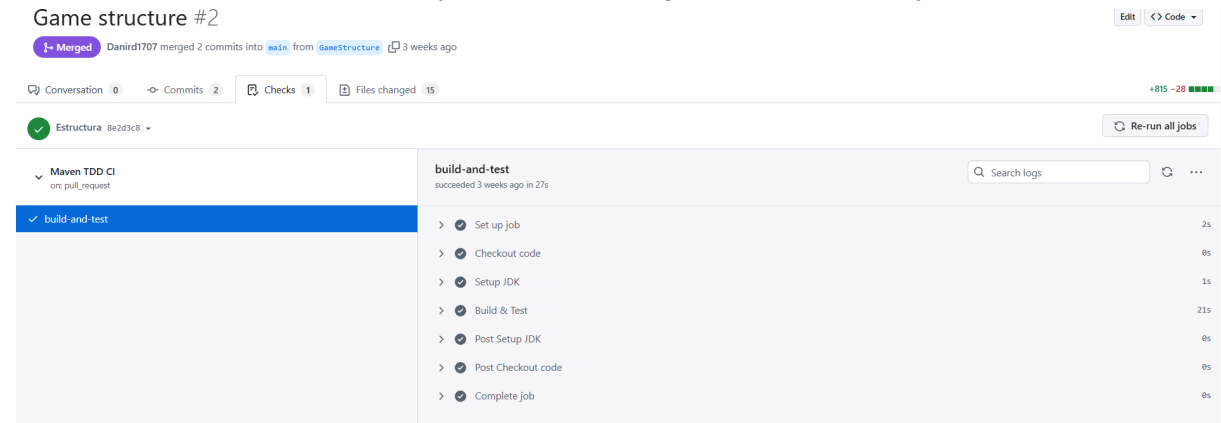 Game structure #2
Edit <> Code
Merged Danird1707 merged 2 commits into main from GameStructure 3 weeks ago
Conversation 0 Commits 2 Checks 1 Files changed 15 +815 −28
Estructura 8e2d3c8 Re-run all jobs
Maven TDD CI
on: pull_request
build-and-test
build-and-test
succeeded 3 weeks ago in 27s
Search logs
Set up job 2s
Checkout code 0s
Setup JDK 1s
Build & Test 21s
Post Setup JDK 0s
Post Checkout code 0s
Complete job 0s